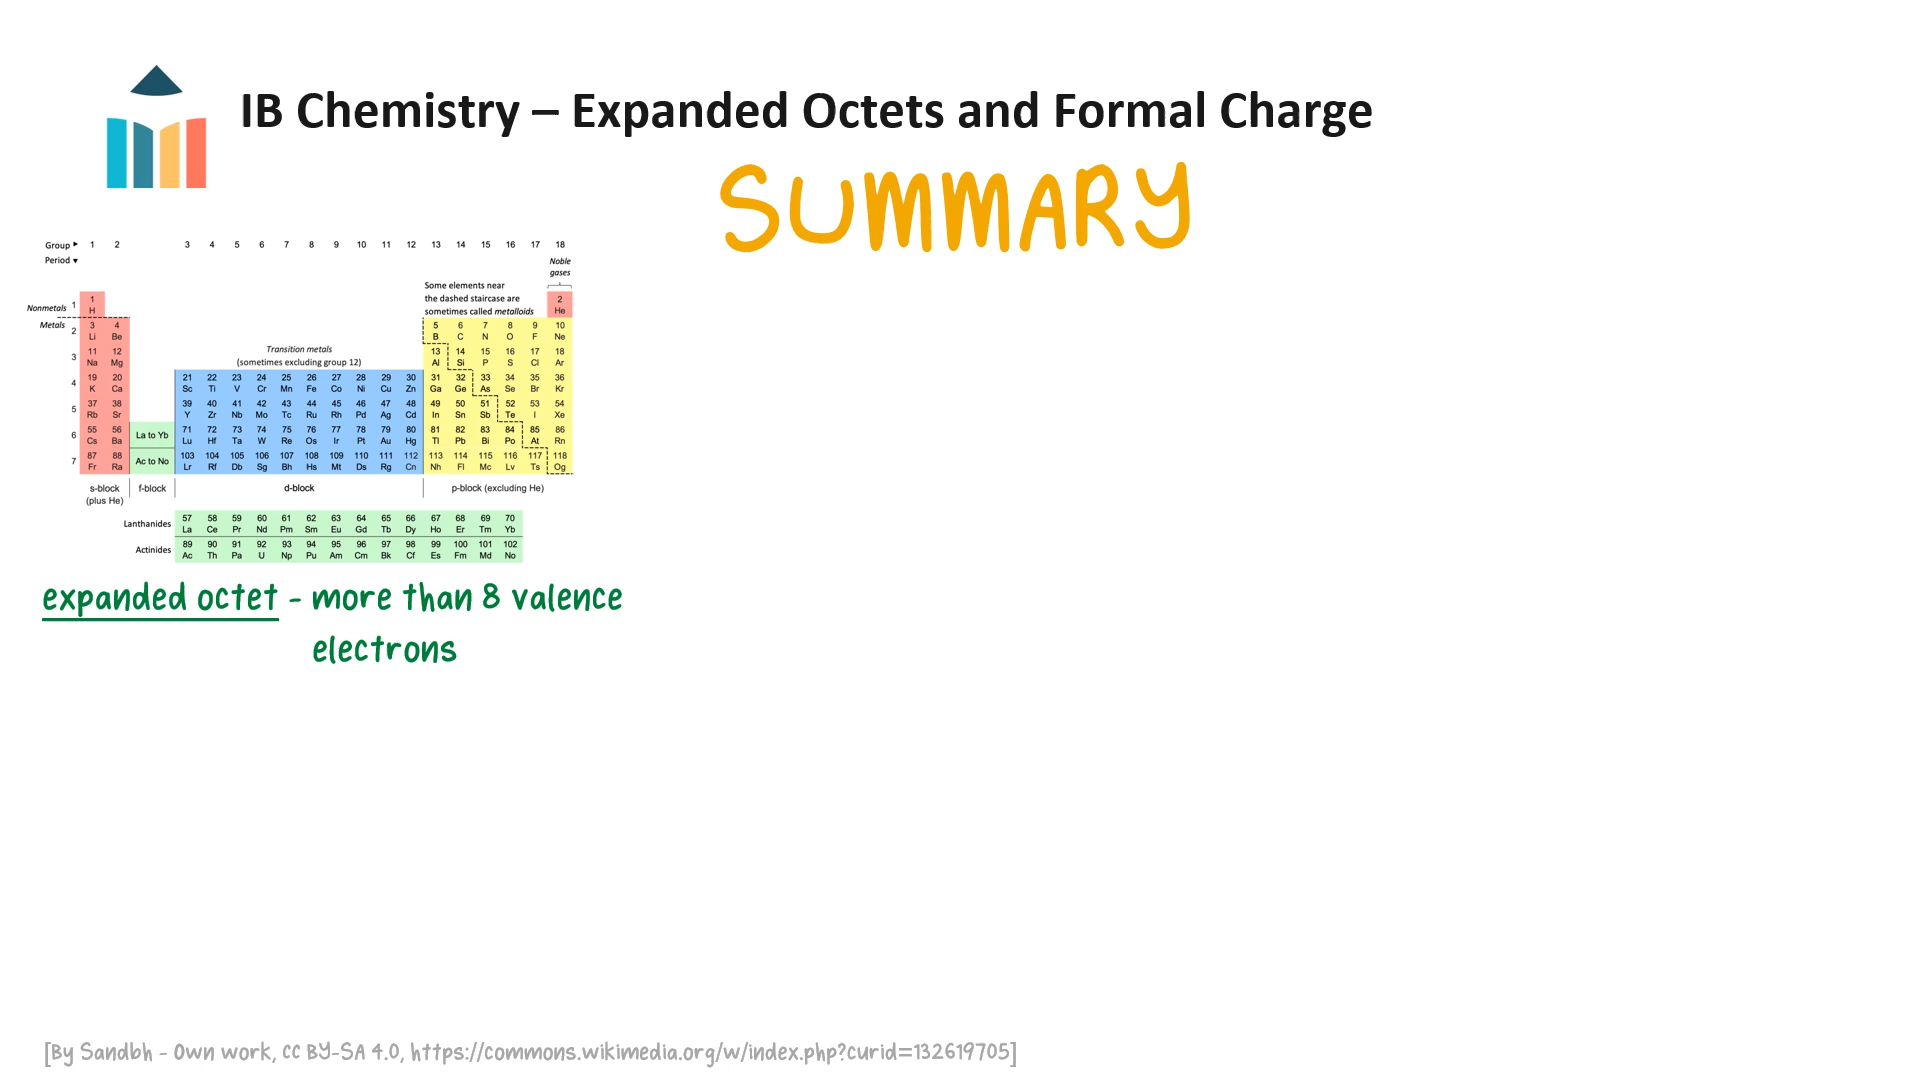 IB Chemistry – Expanded Octets and Formal Charge
SUMMARY
Group ▶ 1 2 3 4 5 6 7 8 9 10 11 12 13 14 15 16 17 18
Period ▼
Noble
gases
Some elements near
the dashed staircase are
sometimes called metalloids
Nonmetals
Metals
1 1 2
H He
2 3 4 5 6 7 8 9 10
Li Be B C N O F Ne
3 11 12 13 14 15 16 17 18
Na Mg Al Si P S Cl Ar
Transition metals
(sometimes excluding group 12)
4 19 20 21 22 23 24 25 26 27 28 29 30 31 32 33 34 35 36
K Ca Sc Ti V Cr Mn Fe Co Ni Cu Zn Ga Ge As Se Br Kr
5 37 38 39 40 41 42 43 44 45 46 47 48 49 50 51 52 53 54
Rb Sr Y Zr Nb Mo Tc Ru Rh Pd Ag Cd In Sn Sb Te I Xe
6 55 56 La to Yb 71 72 73 74 75 76 77 78 79 80 81 82 83 84 85 86
Cs Ba Lu Hf Ta W Re Os Ir Pt Au Hg Tl Pb Bi Po At Rn
7 87 88 Ac to No 103 104 105 106 107 108 109 110 111 112 113 114 115 116 117 118
Fr Ra Lr Rf Db Sg Bh Hs Mt Ds Rg Cn Nh Fl Mc Lv Ts Og
s-block f-block d-block p-block (excluding He)
(plus He)
Lanthanides 57 58 59 60 61 62 63 64 65 66 67 68 69 70
La Ce Pr Nd Pm Sm Eu Gd Tb Dy Ho Er Tm Yb
Actinides 89 90 91 92 93 94 95 96 97 98 99 100 101 102
Ac Th Pa U Np Pu Am Cm Bk Cf Es Fm Md No
expanded octet - more than 8 valence
electrons
[By Sandbh - Own work, CC BY-SA 4.0, https://commons.wikimedia.org/w/index.php?curid=132619705]